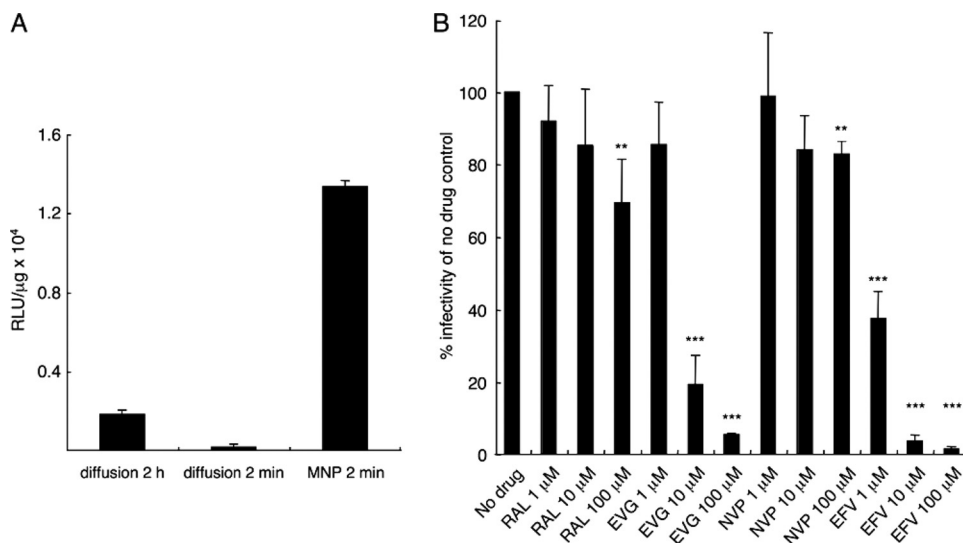 A
RLU/μg x 10⁴
1.6
1.2
0.8
0.4
diffusion 2 h
diffusion 2 min
MNP 2 min
B
% infectivity of no drug control
120
100
80
60
40
20
0
**
***
***
**
***
***
***
No drug
RAL 1 μM
RAL 10 μM
RAL 100 μM
EVG 1 μM
EVG 10 μM
EVG 100 μM
NVP 1 μM
NVP 10 μM
NVP 100 μM
EFV 1 μM
EFV 10 μM
EFV 100 μM